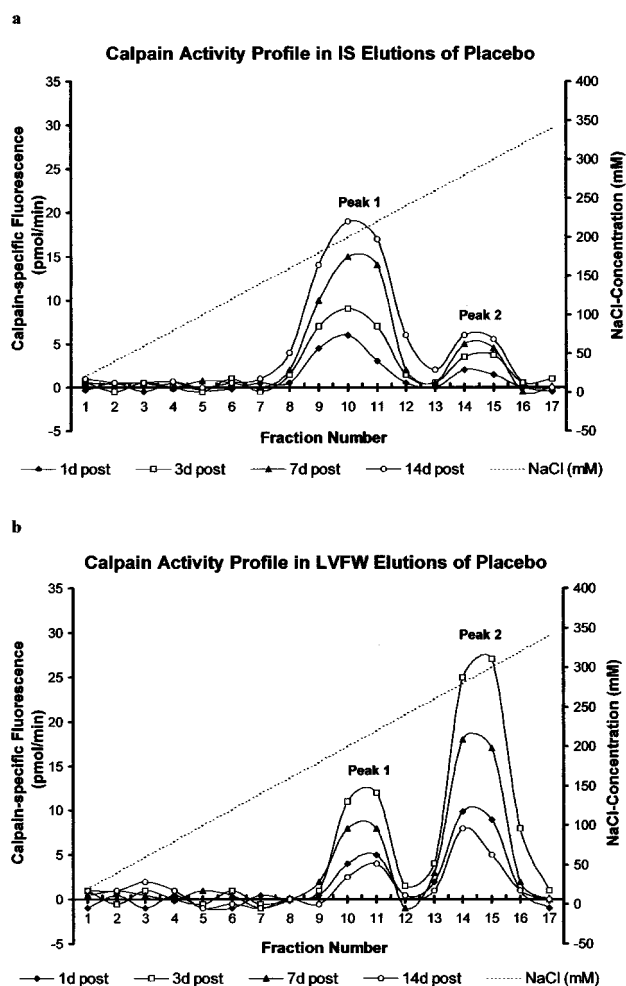 a
Calpain Activity Profile in IS Elutions of Placebo
Calpain-specific Fluorescence
(pmol/min)
35
30
25
20
15
10
5
0
-5
Peak 1
Peak 2
400
350
300
250
200
150
100
50
0
-50
NaCl-Concentration (mM)
1 2 3 4 5 6 7 8 9 10 11 12 13 14 15 16 17
Fraction Number
1d post 3d post 7d post 14d post NaCl (mM)
b
Calpain Activity Profile in LVFW Elutions of Placebo
Calpain-specific Fluorescence
(pmol/min)
35
30
25
20
15
10
5
0
-5
Peak 1
Peak 2
400
350
300
250
200
150
100
50
0
-50
NaCl-Concentration (mM)
1 2 3 4 5 6 7 8 9 10 11 12 13 14 15 16 17
Fraction Number
1d post 3d post 7d post 14d post NaCl (mM)